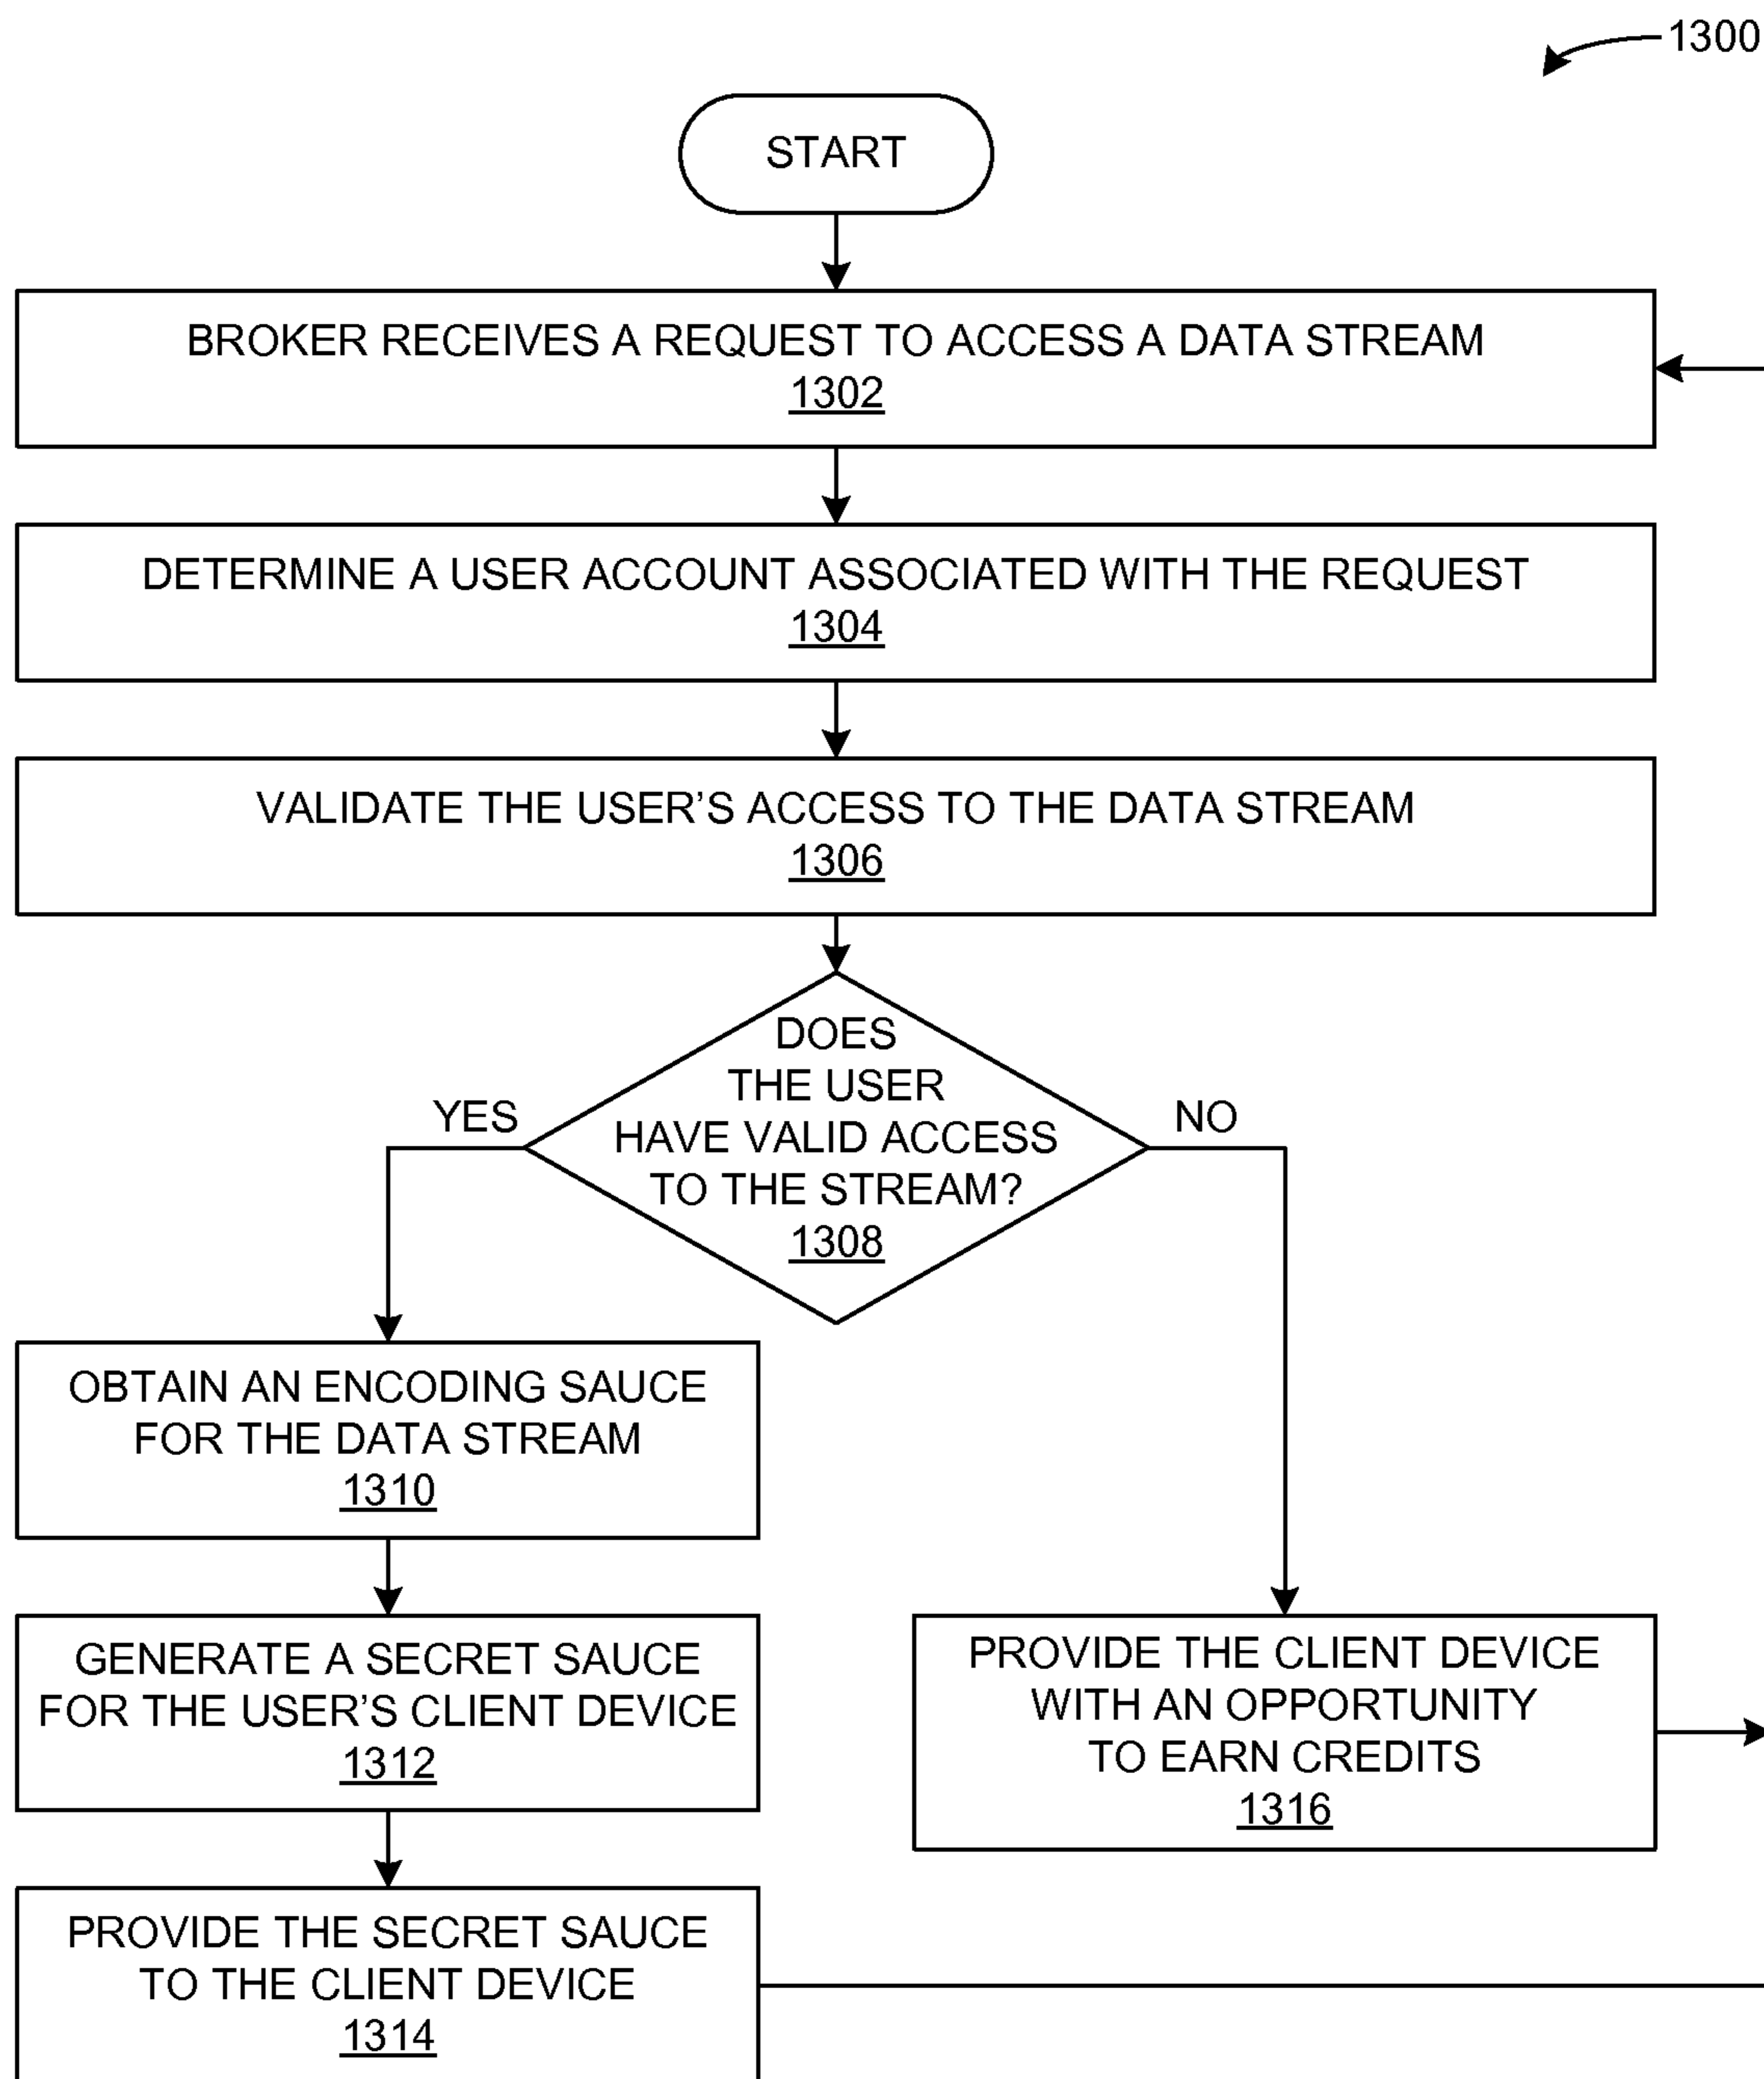 1300
START
BROKER RECEIVES A REQUEST TO ACCESS A DATA STREAM
1302
DETERMINE A USER ACCOUNT ASSOCIATED WITH THE REQUEST
1304
VALIDATE THE USER’S ACCESS TO THE DATA STREAM
1306
DOES
THE USER
HAVE VALID ACCESS
TO THE STREAM?
1308
YES
NO
OBTAIN AN ENCODING SAUCE
FOR THE DATA STREAM
1310
GENERATE A SECRET SAUCE
FOR THE USER’S CLIENT DEVICE
1312
PROVIDE THE CLIENT DEVICE
WITH AN OPPORTUNITY
TO EARN CREDITS
1316
PROVIDE THE SECRET SAUCE
TO THE CLIENT DEVICE
1314